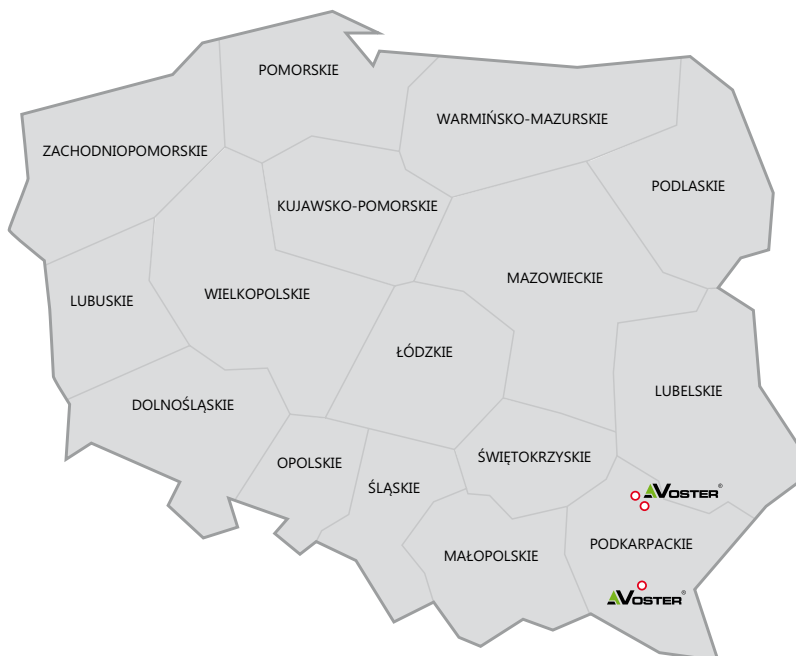 POMORSKIE
WARMIŃSKO-MAZURSKIE
ZACHODNIOPOMORSKIE
PODLASKIE
KUJAWSKO-POMORSKIE
MAZOWIECKIE
LUBUSKIE
WIELKOPOLSKIE
ŁÓDZKIE
LUBELSKIE
DOLNOŚLĄSKIE
ŚWIĘTOKRZYSKIE
OPOLSKIE
ŚLĄSKIE
VOSTER®
PODKARPACKIE
MAŁOPOLSKIE
VOSTER®